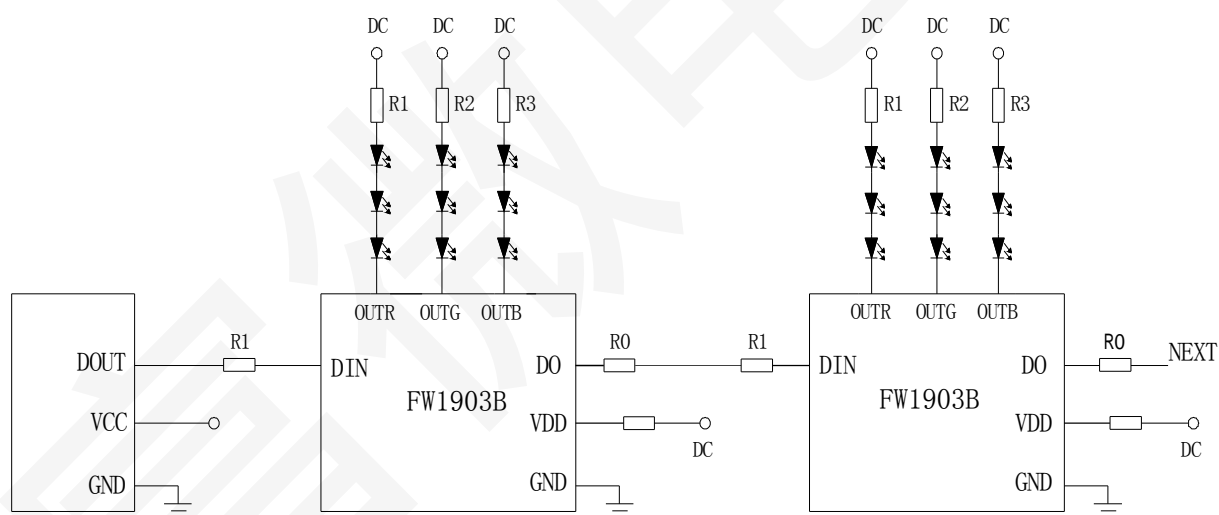 DC DC DC DC DC DC
R1 R2 R3 R1 R2 R3
OUTR OUTG OUTB OUTR OUTG OUTB
DOUT R1 DIN DO R0 R1 DIN DO R0 NEXT
FW1903B FW1903B
VCC VDD DC VDD DC
GND GND GND